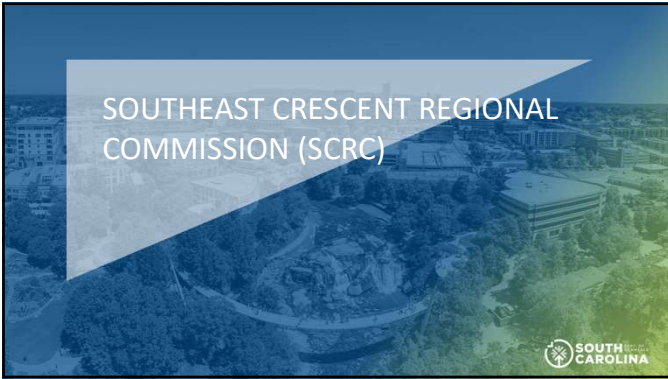 SOUTHEAST CRESCENT REGIONAL
COMMISSION (SCRC)
SOUTH
CAROLINA